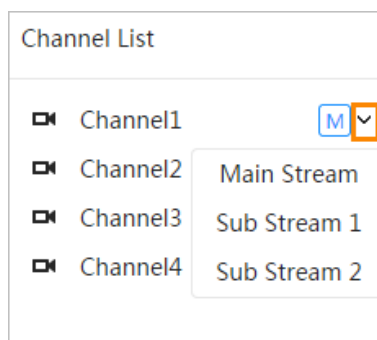 Channel List
Channel1 M
Channel2 Main Stream
Channel3 Sub Stream 1
Channel4 Sub Stream 2